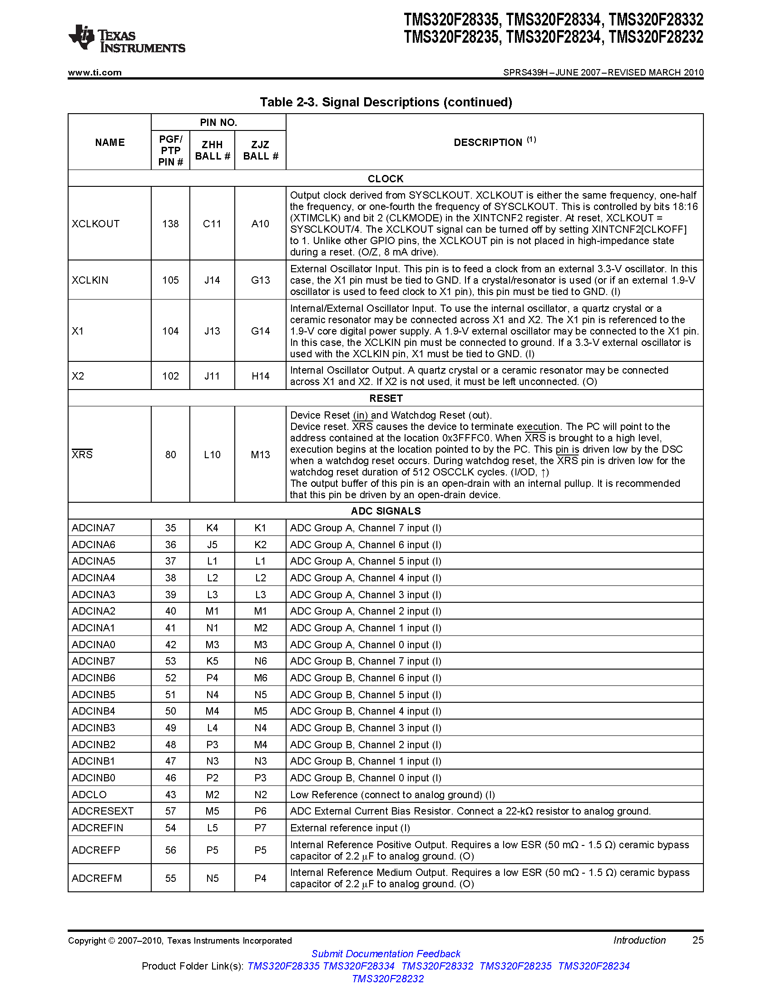 TMS320F28335, TMS320F28334, TMS320F28332
TMS320F28235, TMS320F28234, TMS320F28232
TEXAS
INSTRUMENTS
www.ti.com
SPRS439H–JUNE 2007–REVISED MARCH 2010
Table 2-3. Signal Descriptions (continued)
NAME PIN NO. DESCRIPTION (1)
PGF/ PTP PIN # ZHH BALL # ZJZ BALL #
CLOCK
XCLKOUT 138 C11 A10
Output clock derived from SYSCLKOUT. XCLKOUT is either the same frequency, one-half
the frequency, or one-fourth the frequency of SYSCLKOUT. This is controlled by bits 18:16
(XTIMCLK) and bit 2 (CLKMODE) in the XINTCNF2 register. At reset, XCLKOUT =
SYSCLKOUT/4. The XCLKOUT signal can be turned off by setting XINTCNF2[CLKOFF]
to 1. Unlike other GPIO pins, the XCLKOUT pin is not placed in high-impedance state
during a reset. (O/Z, 8 mA drive).
XCLKIN 105 J14 G13
External Oscillator Input. This pin is to feed a clock from an external 3.3-V oscillator. In this
case, the X1 pin must be tied to GND. If a crystal/resonator is used (or if an external 1.9-V
oscillator is used to feed clock to X1 pin), this pin must be tied to GND. (I)
X1 104 J13 G14
Internal/External Oscillator Input. To use the internal oscillator, a quartz crystal or a
ceramic resonator may be connected across X1 and X2. The X1 pin is referenced to the
1.9-V core digital power supply. A 1.9-V external oscillator may be connected to the X1 pin.
In this case, the XCLKIN pin must be connected to ground. If a 3.3-V external oscillator is
used with the XCLKIN pin, X1 must be tied to GND. (I)
X2 102 J11 H14
Internal Oscillator Output. A quartz crystal or a ceramic resonator may be connected
across X1 and X2. If X2 is not used, it must be left unconnected. (O)
RESET
XRS 80 L10 M13
Device Reset (in) and Watchdog Reset (out).
Device reset. XRS causes the device to terminate execution. The PC will point to the
address contained at the location 0x3FFFC0. When XRS is brought to a high level,
execution begins at the location pointed to by the PC. This pin is driven low by the DSC
when a watchdog reset occurs. During watchdog reset, the XRS pin is driven low for the
watchdog reset duration of 512 OSCCLK cycles. (I/OD, ↑)
The output buffer of this pin is an open-drain with an internal pullup. It is recommended
that this pin be driven by an open-drain device.
ADC SIGNALS
ADCINA7 35 K4 K1 ADC Group A, Channel 7 input (I)
ADCINA6 36 J5 K2 ADC Group A, Channel 6 input (I)
ADCINA5 37 L1 L1 ADC Group A, Channel 5 input (I)
ADCINA4 38 L2 L2 ADC Group A, Channel 4 input (I)
ADCINA3 39 L3 L3 ADC Group A, Channel 3 input (I)
ADCINA2 40 M1 M1 ADC Group A, Channel 2 input (I)
ADCINA1 41 N1 M2 ADC Group A, Channel 1 input (I)
ADCINA0 42 M3 M3 ADC Group A, Channel 0 input (I)
ADCINB7 53 K5 N6 ADC Group B, Channel 7 input (I)
ADCINB6 52 P4 M6 ADC Group B, Channel 6 input (I)
ADCINB5 51 N4 N5 ADC Group B, Channel 5 input (I)
ADCINB4 50 M4 M5 ADC Group B, Channel 4 input (I)
ADCINB3 49 L4 N4 ADC Group B, Channel 3 input (I)
ADCINB2 48 P3 M4 ADC Group B, Channel 2 input (I)
ADCINB1 47 N3 N3 ADC Group B, Channel 1 input (I)
ADCINB0 46 P2 P3 ADC Group B, Channel 0 input (I)
ADCLO 43 M2 N2 Low Reference (connect to analog ground) (I)
ADCRESEXT 57 M5 P6 ADC External Current Bias Resistor. Connect a 22-kΩ resistor to analog ground.
ADCREFIN 54 L5 P7 External reference input (I)
ADCREFP 56 P5 P5
Internal Reference Positive Output. Requires a low ESR (50 mΩ - 1.5 Ω) ceramic bypass
capacitor of 2.2 μF to analog ground. (O)
ADCREFM 55 N5 P4
Internal Reference Medium Output. Requires a low ESR (50 mΩ - 1.5 Ω) ceramic bypass
capacitor of 2.2 μF to analog ground. (O)
Copyright © 2007–2010, Texas Instruments Incorporated
Introduction 25
Submit Documentation Feedback
Product Folder Link(s): TMS320F28335 TMS320F28334 TMS320F28332 TMS320F28235 TMS320F28234
TMS320F28232